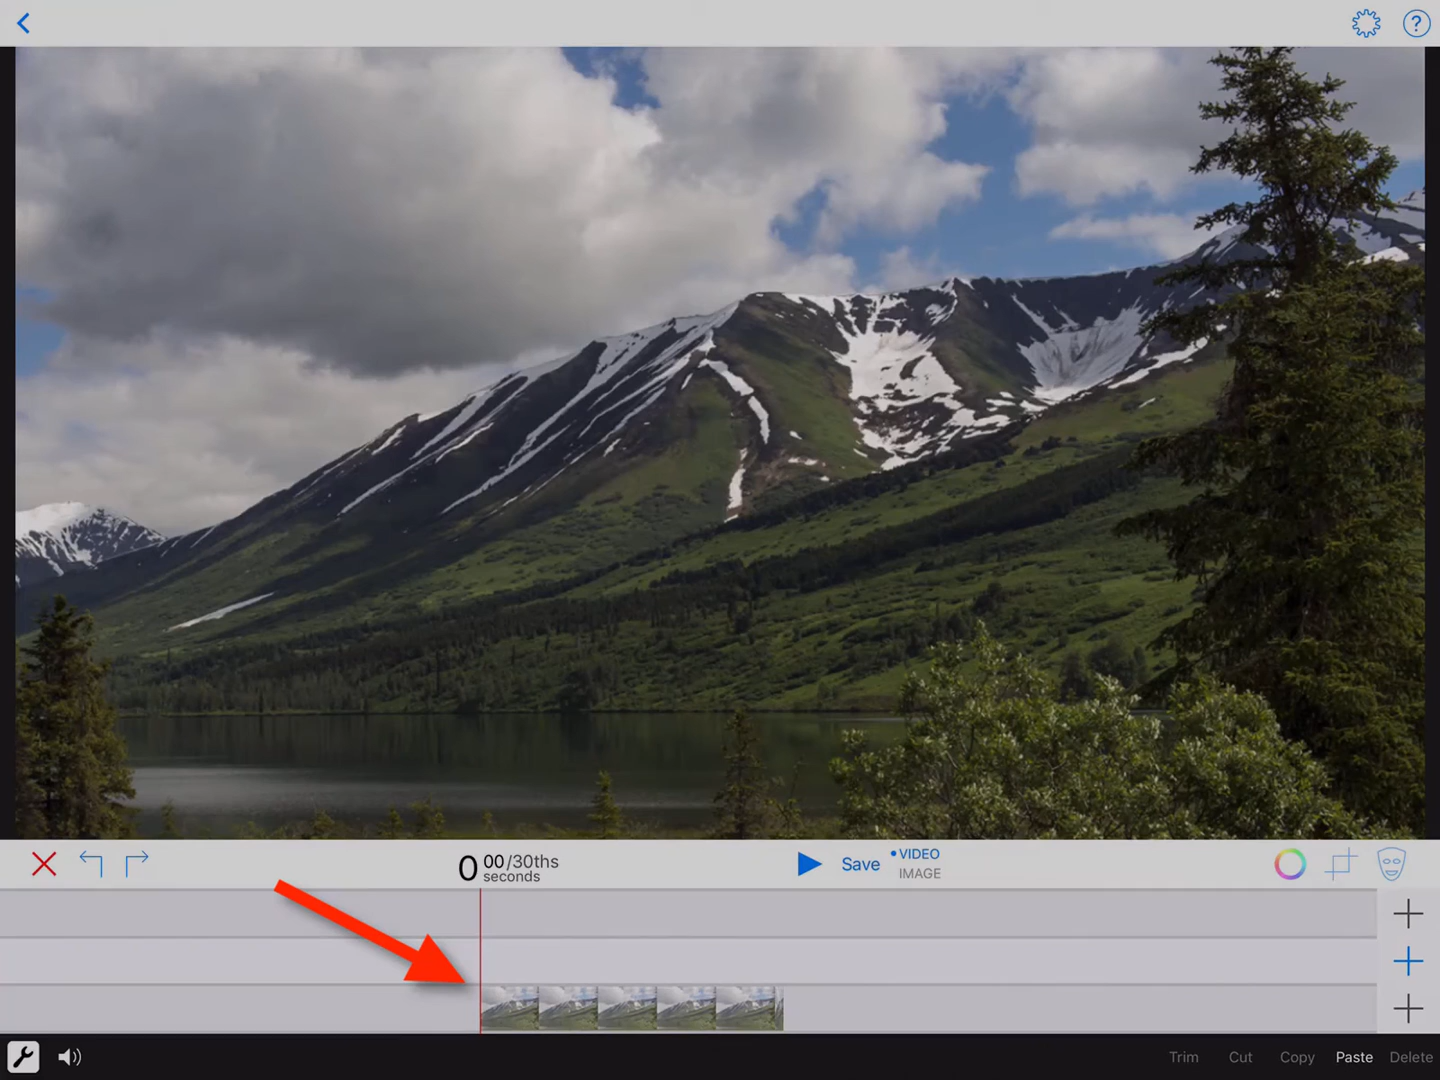 ?
0 00/30ths
seconds
Save
•VIDEO
IMAGE
Trim Cut Copy Paste Delete